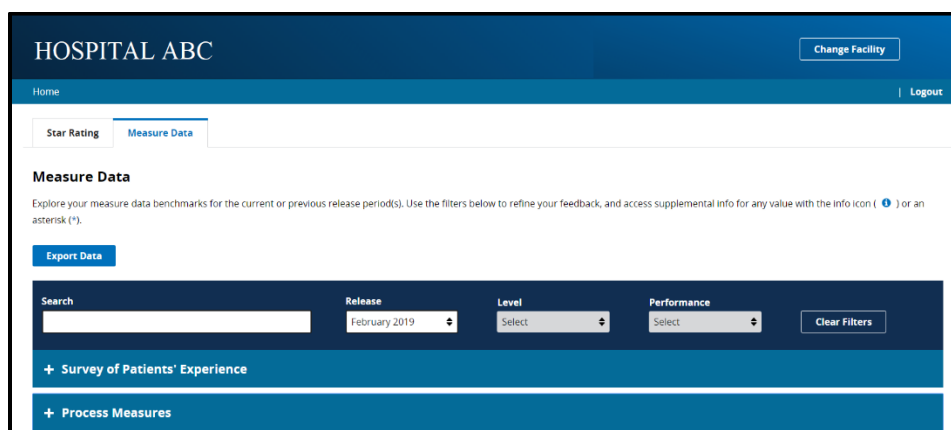 HOSPITAL ABC
Change Facility
Home
| Logout
Star Rating
Measure Data
Measure Data
Explore your measure data benchmarks for the current or previous release period(s). Use the filters below to refine your feedback, and access supplemental info for any value with the info icon ( i ) or an
asterisk (*).
Export Data
Search
Release
Level
Performance
February 2019
Select
Select
Clear Filters
+ Survey of Patients' Experience
+ Process Measures